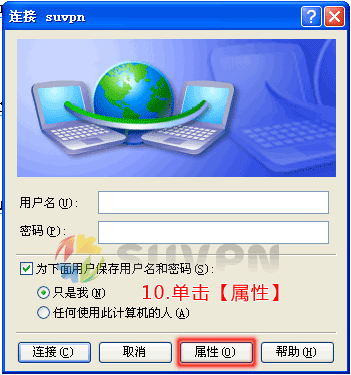 连接 suvpn
用户名(U):
密码(P):
SUVPN
为下面用户保存用户名和密码(S):
只是我(N)
10.单击【属性】
任何使用此计算机的人(A)
连接(C)
取消
属性(O)
帮助(H)